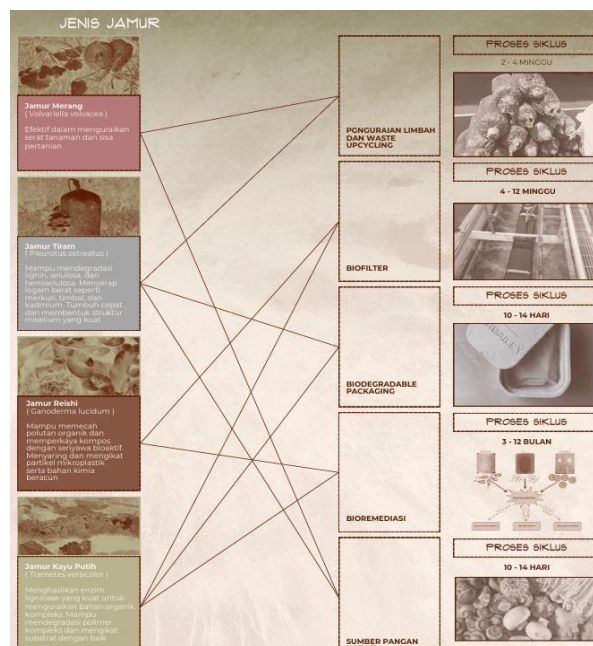 JENIS JAMUR
Jamur Merang
( Volvariella volvacea )
Efektif dalam menguraikan
serat tanaman dan sisa
pertanian
Jamur Tiram
( Pleurotus ostreatus )
Mampu mendegradasi
lignin, selulosa, dan
hemiselulosa. Menyerap
logam berat seperti
merkuri, timbal, dan
kadmium. Tumbuh cepat
dan membentuk struktur
miselium yang kuat
Jamur Reishi
( Ganoderma lucidum )
Mampu memecah
polutan organik dan
memperkaya kompos
dengan senyawa bioaktif.
Menyaring dan mengikat
partikel mikroplastik
serta bahan kimia
beracun
Jamur Kayu Putih
( Trametes versicolor )
Menghasilkan enzim
ligninase yang kuat untuk
menguraikan bahan organik
kompleks. Mampu
mendegradasi polimer
kompleks dan mengikat
substrat dengan baik
PGNGURAIAN LIMBAH
DAN WASTE
UPCYCLING
BIOFILTER
BIODEGRADABLE
PACKAGING
BIOREMEDIASI
SUMBER PANGAN
PROSES SIKLUS
2 - 4 MINGGU
PROSES SIKLUS
4 - 12 MINGGU
PROSES SIKLUS
10 - 14 HARI
PROSES SIKLUS
3 - 12 BULAN
PROSES SIKLUS
10 - 14 HARI